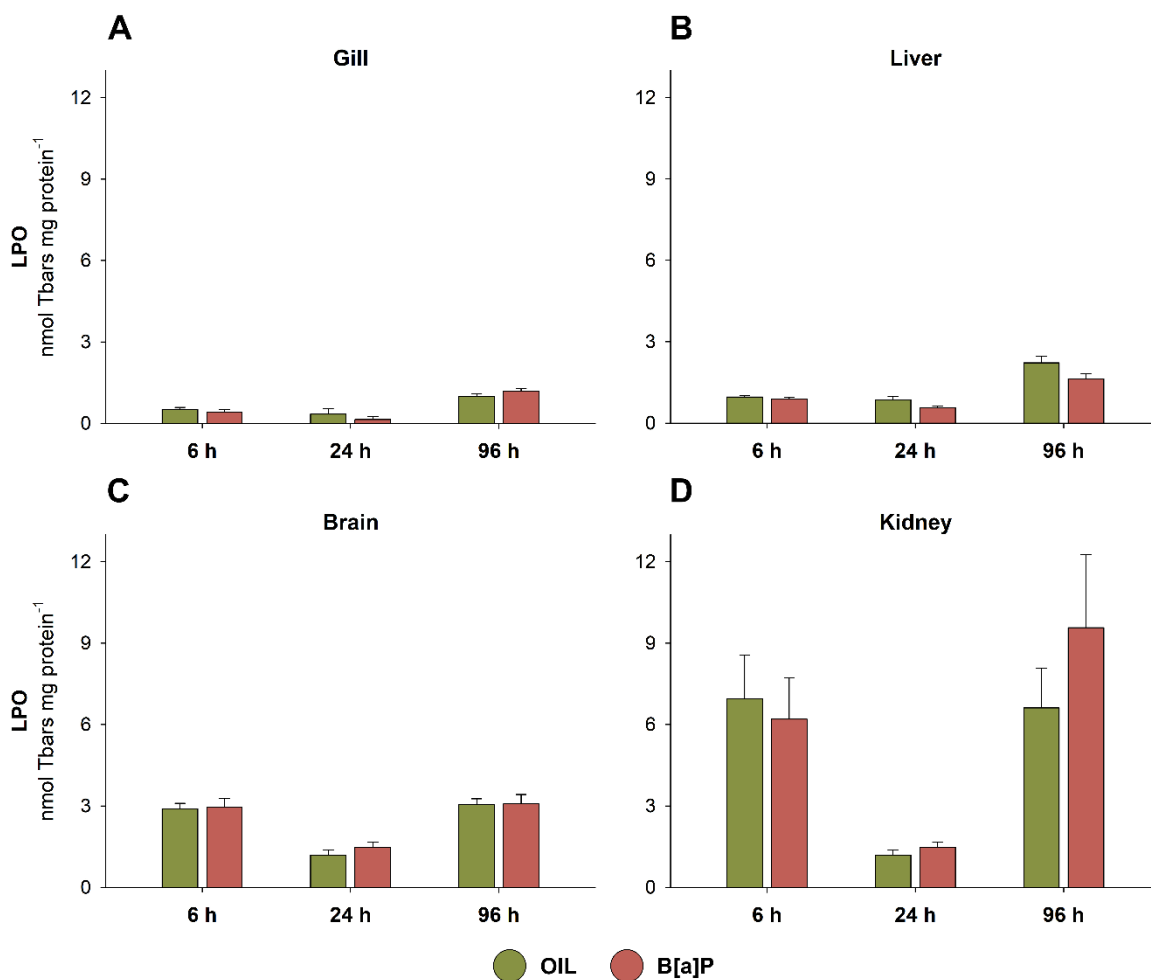 A
Gill
12
9
6
3
0
LPO
nmol Tbars mg protein⁻¹
6 h 24 h 96 h
B
Liver
12
9
6
3
0
6 h 24 h 96 h
C
Brain
12
9
6
3
0
LPO
nmol Tbars mg protein⁻¹
6 h 24 h 96 h
D
Kidney
12
9
6
3
0
6 h 24 h 96 h
OIL B[a]P